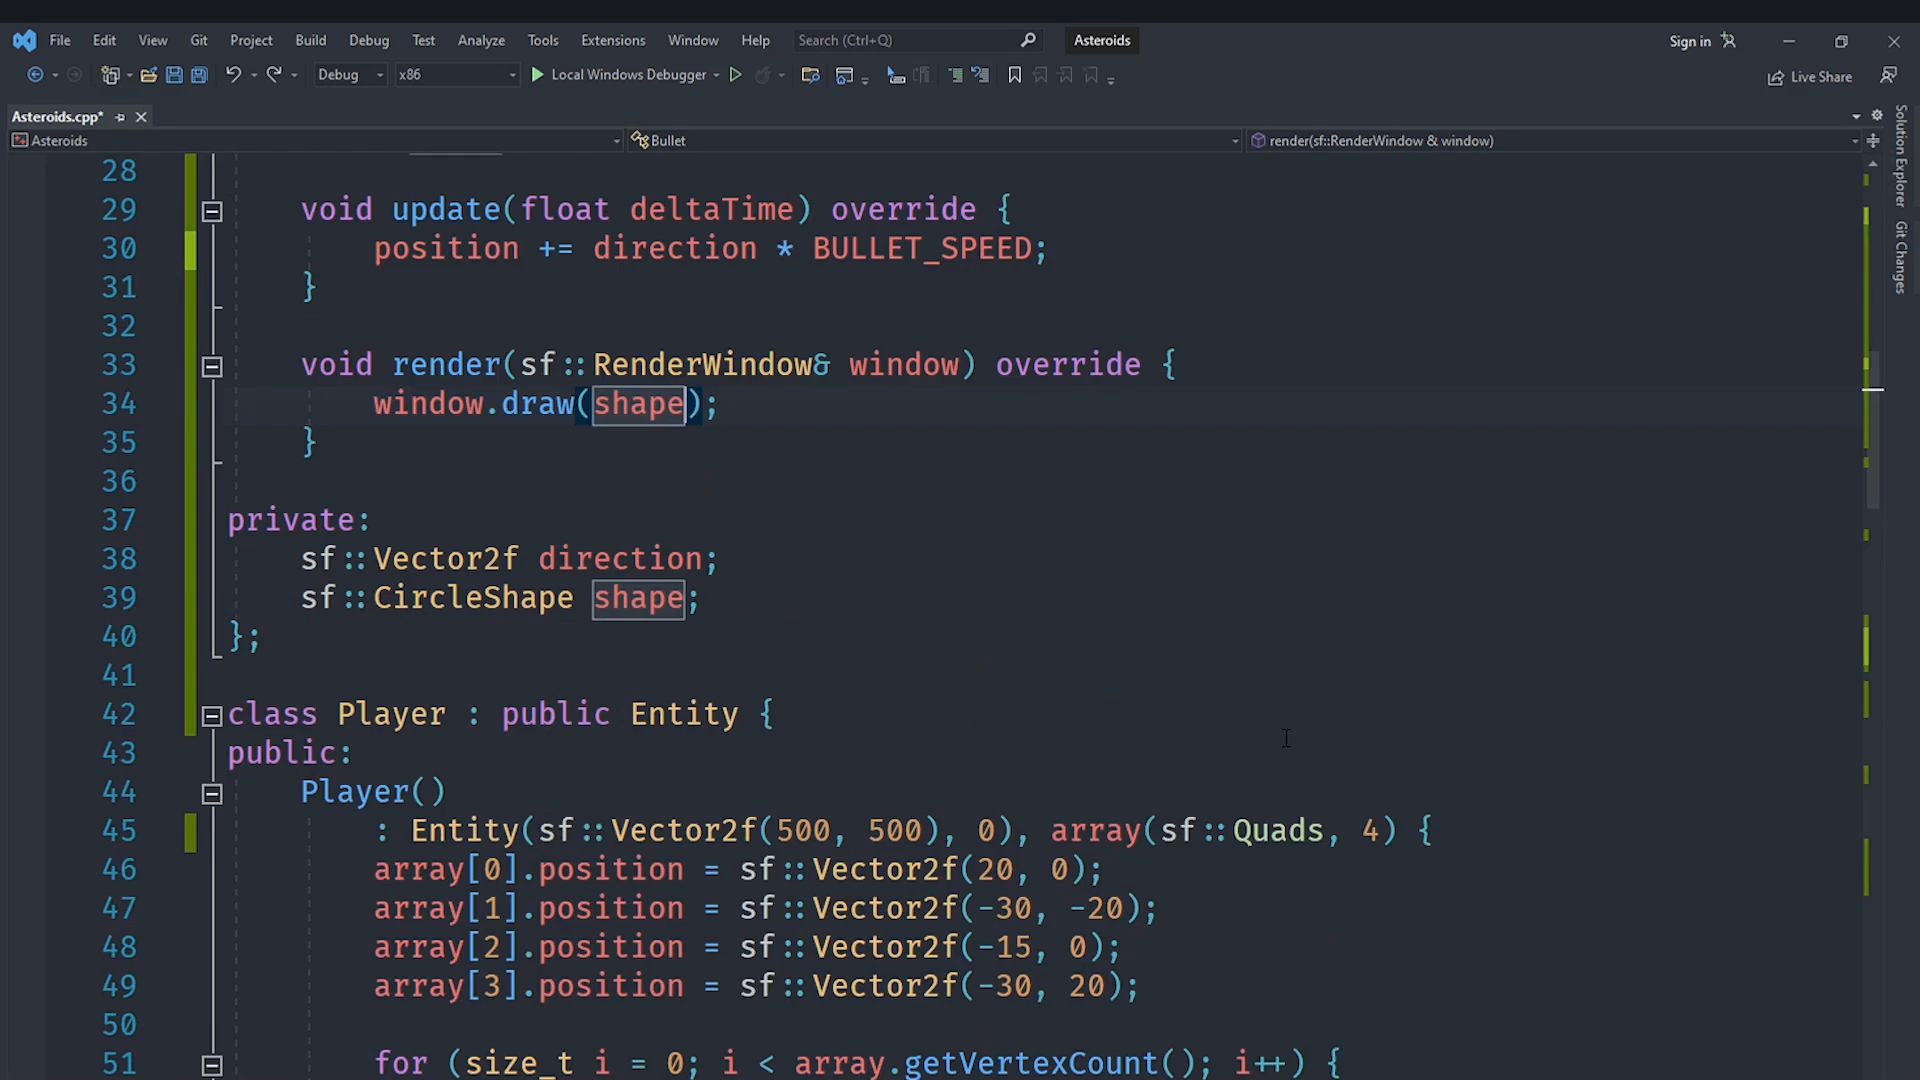 File Edit View Git Project Build Debug Test Analyze Tools Extensions Window Help Search (Ctrl+Q) Asteroids Sign in
Debug x86 Local Windows Debugger Live Share
Asteroids.cpp*
Asteroids Bullet render(sf::RenderWindow & window)
Solution Explorer
Git Changes
28
29 void update(float deltaTime) override {
30 position += direction * BULLET_SPEED;
31 }
32
33 void render(sf::RenderWindow& window) override {
34 window.draw(shape);
35 }
36
37 private:
38 sf::Vector2f direction;
39 sf::CircleShape shape;
40 };
41
42 class Player : public Entity {
43 public:
44 Player()
45 : Entity(sf::Vector2f(500, 500), 0), array(sf::Quads, 4) {
46 array[0].position = sf::Vector2f(20, 0);
47 array[1].position = sf::Vector2f(-30, -20);
48 array[2].position = sf::Vector2f(-15, 0);
49 array[3].position = sf::Vector2f(-30, 20);
50
51 for (size_t i = 0; i < array.getVertexCount(); i++) {